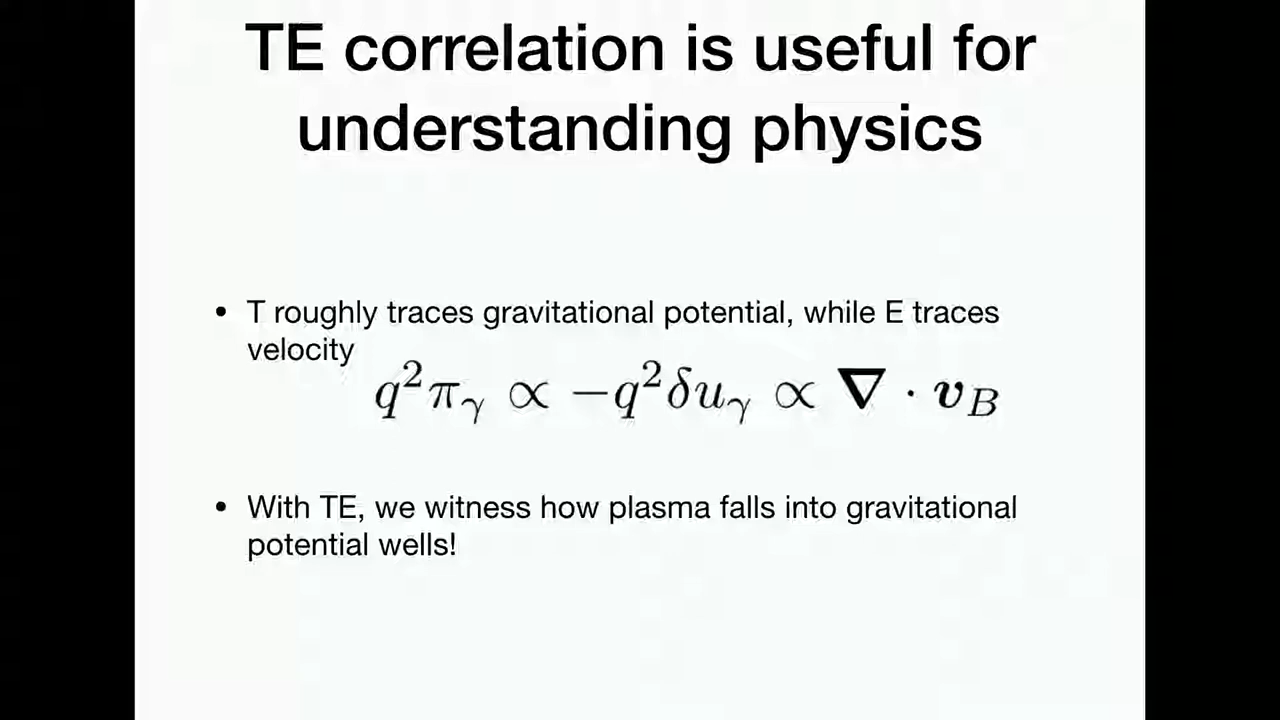 TE correlation is useful for
understanding physics
• T roughly traces gravitational potential, while E traces
velocity
q²π_γ ∝ −q²δu_γ ∝ ∇ · v_B
• With TE, we witness how plasma falls into gravitational
potential wells!